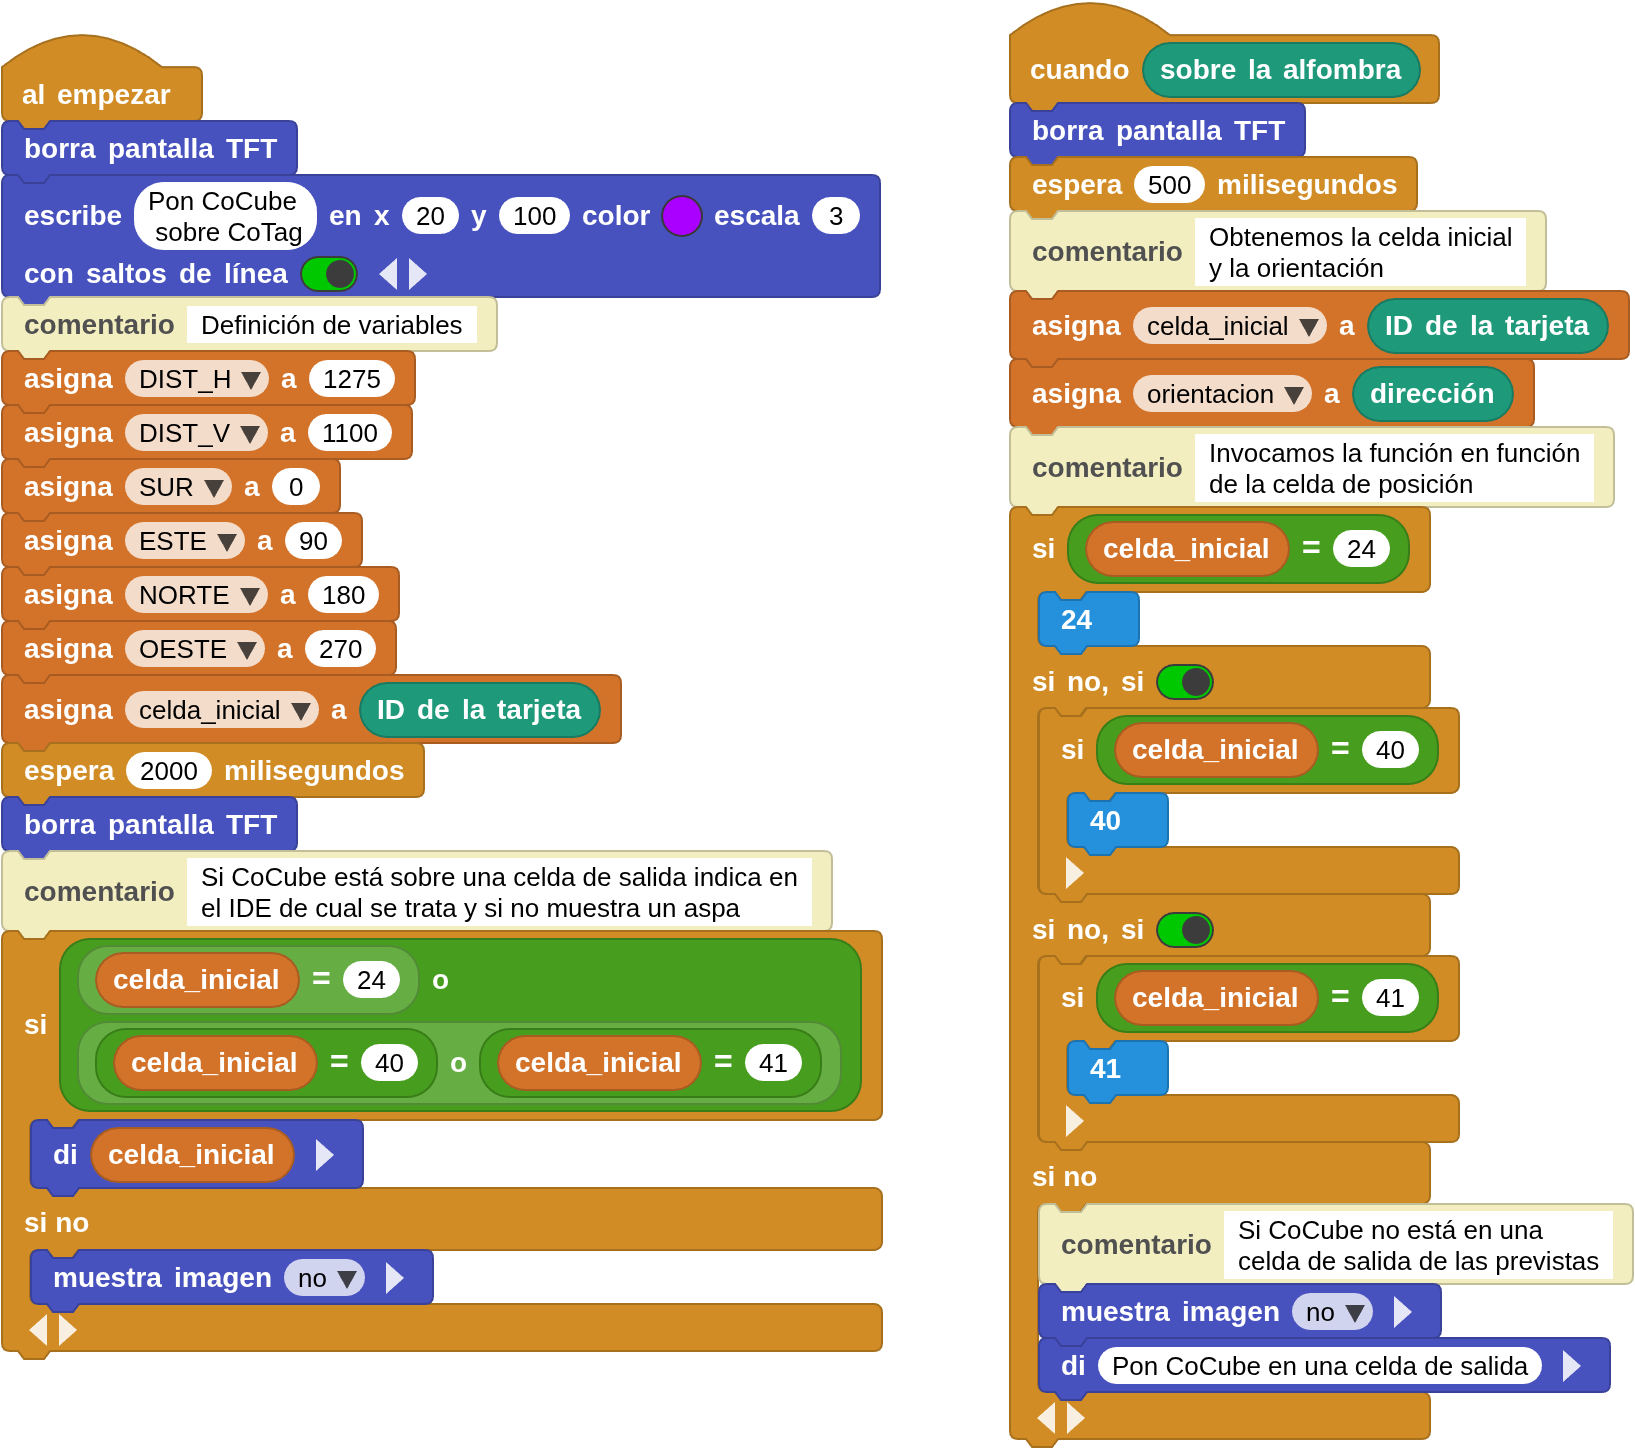 al empezar
borra pantalla TFT
escribe Pon CoCube
sobre CoTag en x 20 y 100 color escala 3
con saltos de línea
comentario Definición de variables
asigna DIST_H a 1275
asigna DIST_V a 1100
asigna SUR a 0
asigna ESTE a 90
asigna NORTE a 180
asigna OESTE a 270
asigna celda_inicial a ID de la tarjeta
espera 2000 milisegundos
borra pantalla TFT
comentario Si CoCube está sobre una celda de salida indica en
el IDE de cual se trata y si no muestra un aspa
si celda_inicial = 24 o
celda_inicial = 40 o celda_inicial = 41
di celda_inicial
si no
muestra imagen no
cuando sobre la alfombra
borra pantalla TFT
espera 500 milisegundos
comentario Obtenemos la celda inicial
y la orientación
asigna celda_inicial a ID de la tarjeta
asigna orientacion a dirección
comentario Invocamos la función en función
de la celda de posición
si celda_inicial = 24
24
si no, si
si celda_inicial = 40
40
si no, si
si celda_inicial = 41
41
si no
comentario Si CoCube no está en una
celda de salida de las previstas
muestra imagen no
di Pon CoCube en una celda de salida